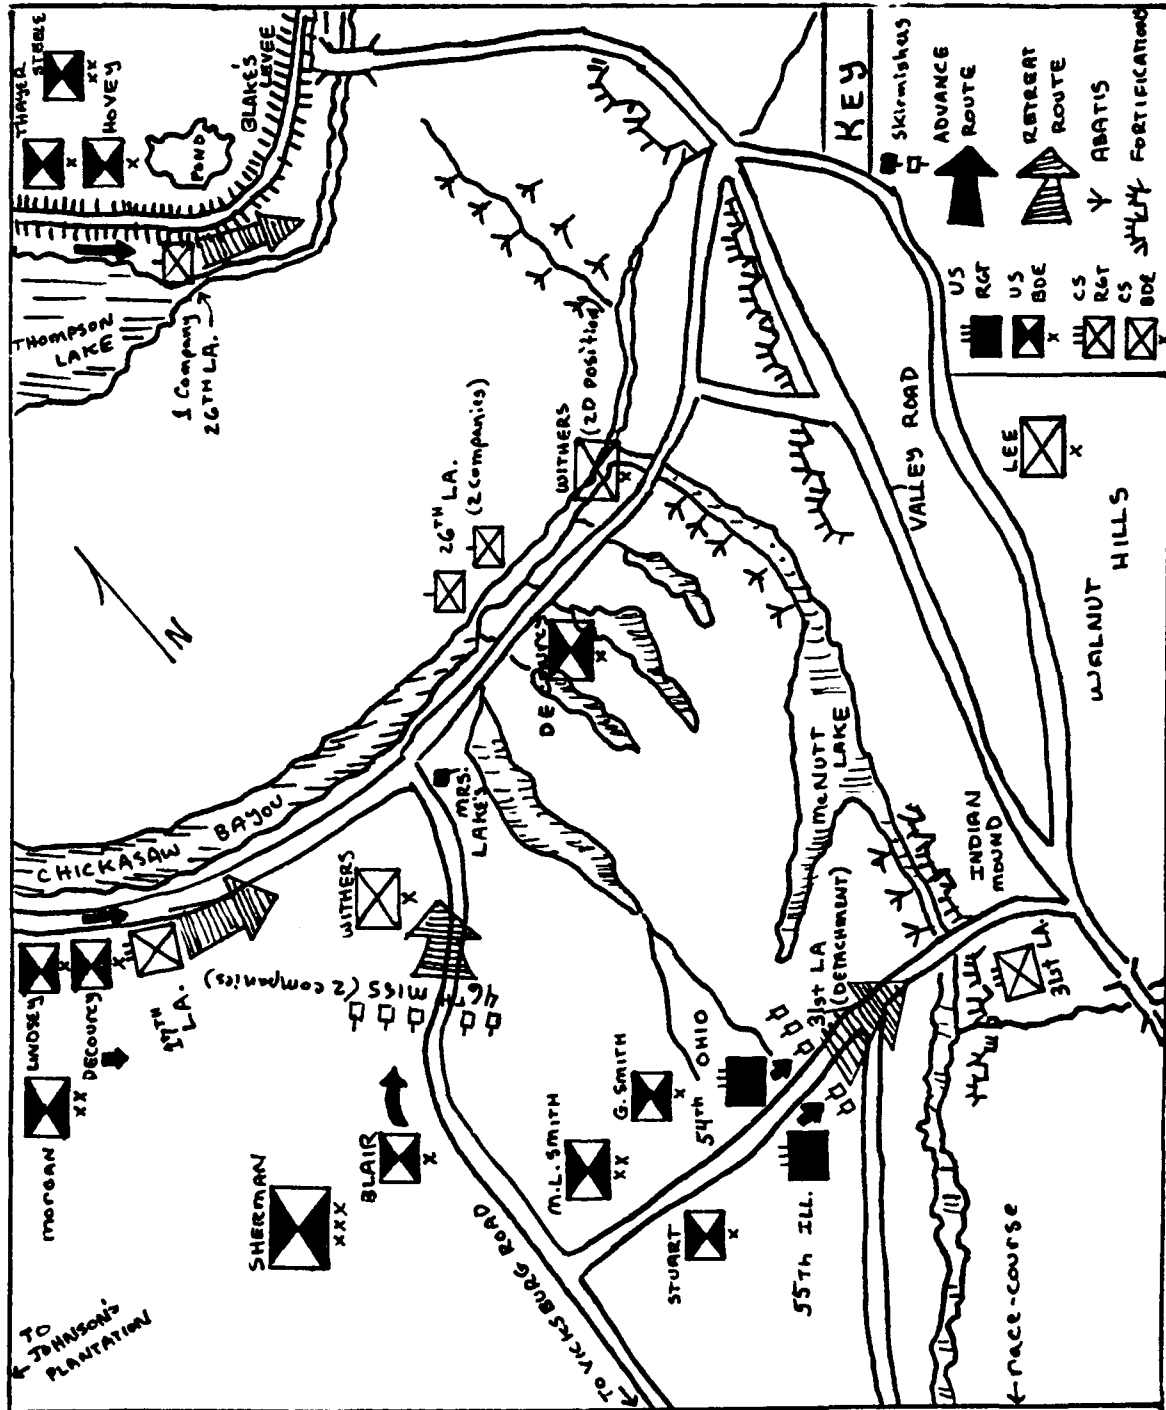 TO
JOHNSON'S
PLANTATION
MORGAN
XX
LINDSEY
X
DECOURCY
X
17TH
LA.
SHERMAN
XXX
BLAIR
X
TO VICKSBURG ROAD
46TH
MISS (2 companies)
WITHERS
X
CHICKASAW BAYOU
MRS.
LAKE'S
M.L. SMITH
XX
G. SMITH
X
STUART
X
54th OHIO
55Th ILL.
31st LA
(DETACHMENT)
race-course
31st LA.
INDIAN
MOUND
McNUTT
LAKE
DE COURCY
X
26TH LA.
(2 companies)
WITHERS
(2D POSITION)
X
THOMPSON
LAKE
1 Company
26TH LA.
THAYER
X
STEELE
XX
HOVEY
X
POND
BLAKE'S
LEVEE
N
VALLEY ROAD
LEE
X
WALNUT
HILLS
KEY
US
RGT
US
BDE
X
CS
RGT
CS
BDE
X
Skirmishers
ADVANCE
ROUTE
RETREAT
ROUTE
ABATIS
FORTIFICATIONS